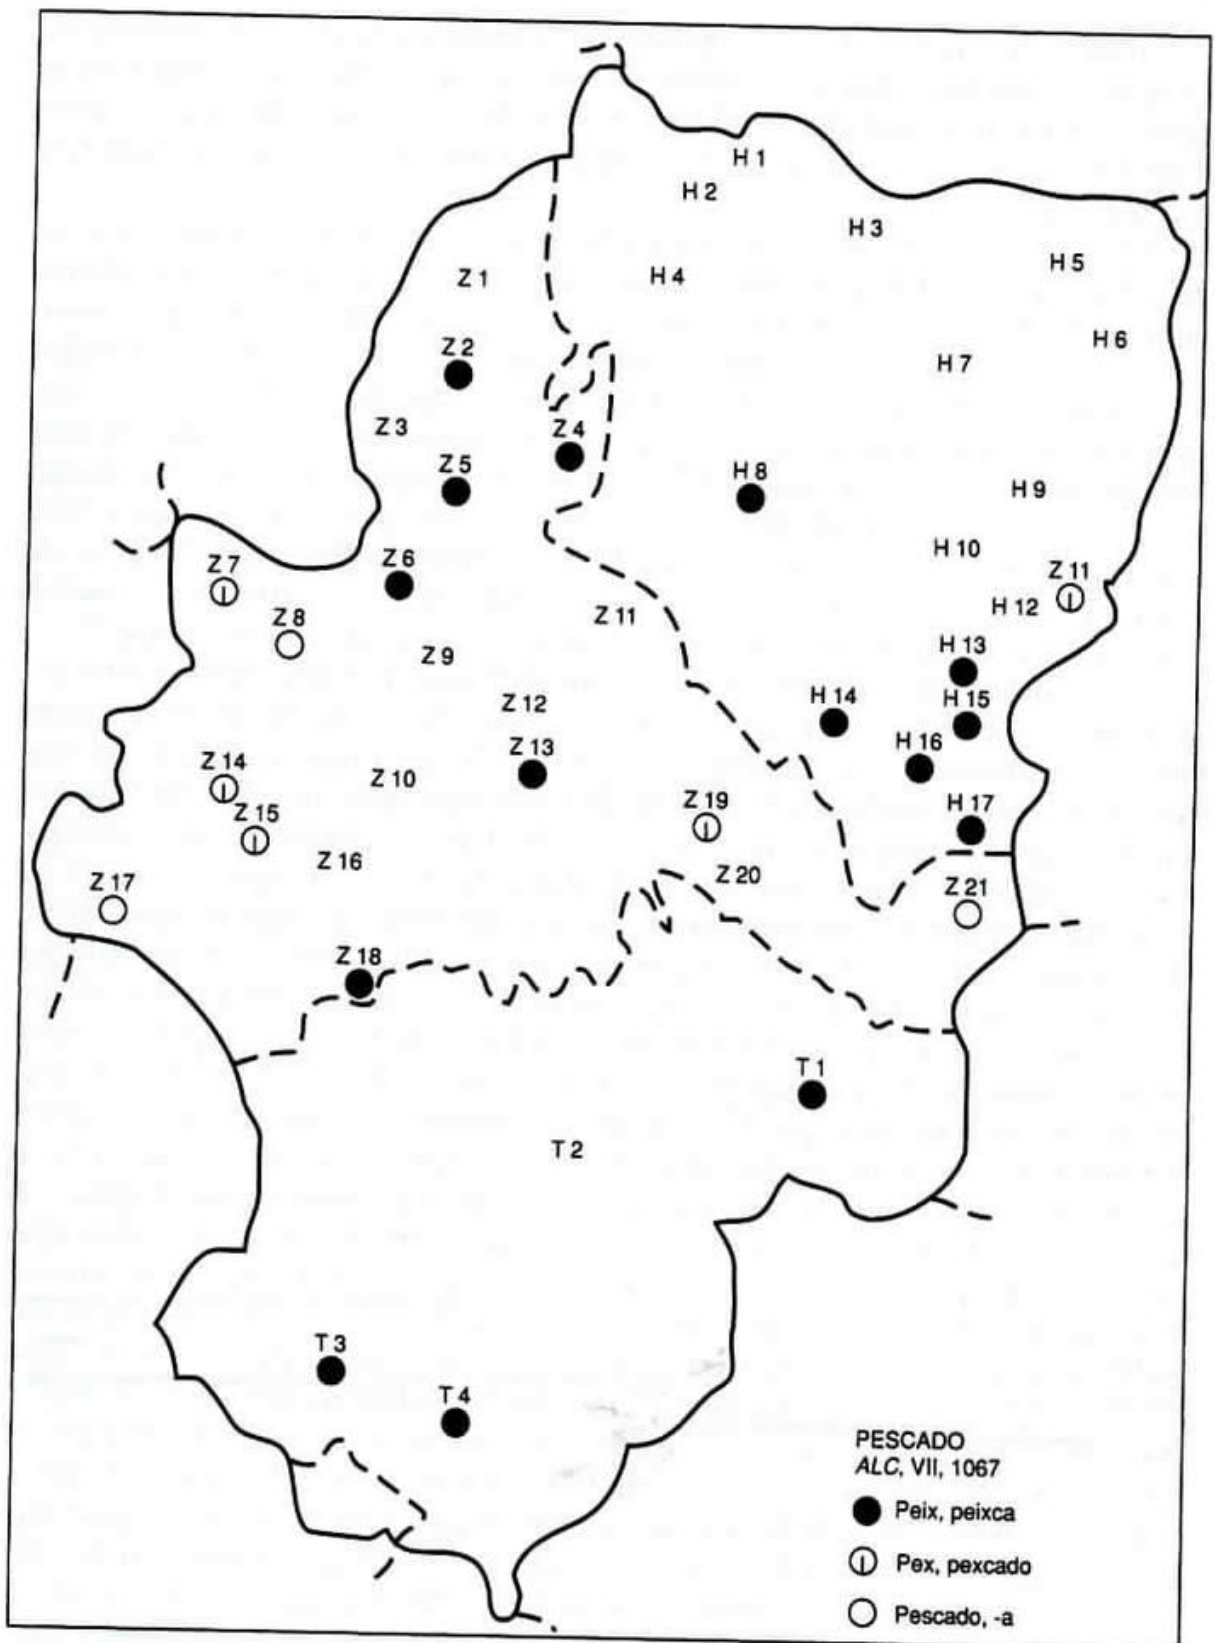 H 1
H 2
H 3
H 5
Z 1
H 4
H 6
Z 2
H 7
Z 3
Z 4
Z 5
H 8
H 9
H 10
Z 7
Z 6
Z 11
Z 8
Z 11
H 12
Z 9
H 13
Z 12
H 14
H 15
Z 13
H 16
Z 14
Z 10
Z 15
Z 19
H 17
Z 16
Z 17
Z 20
Z 21
Z 18
T 1
T 2
T 3
T 4
PESCADO
ALC, VII, 1067
Peix, peixca
Pex, pexcado
Pescado, -a